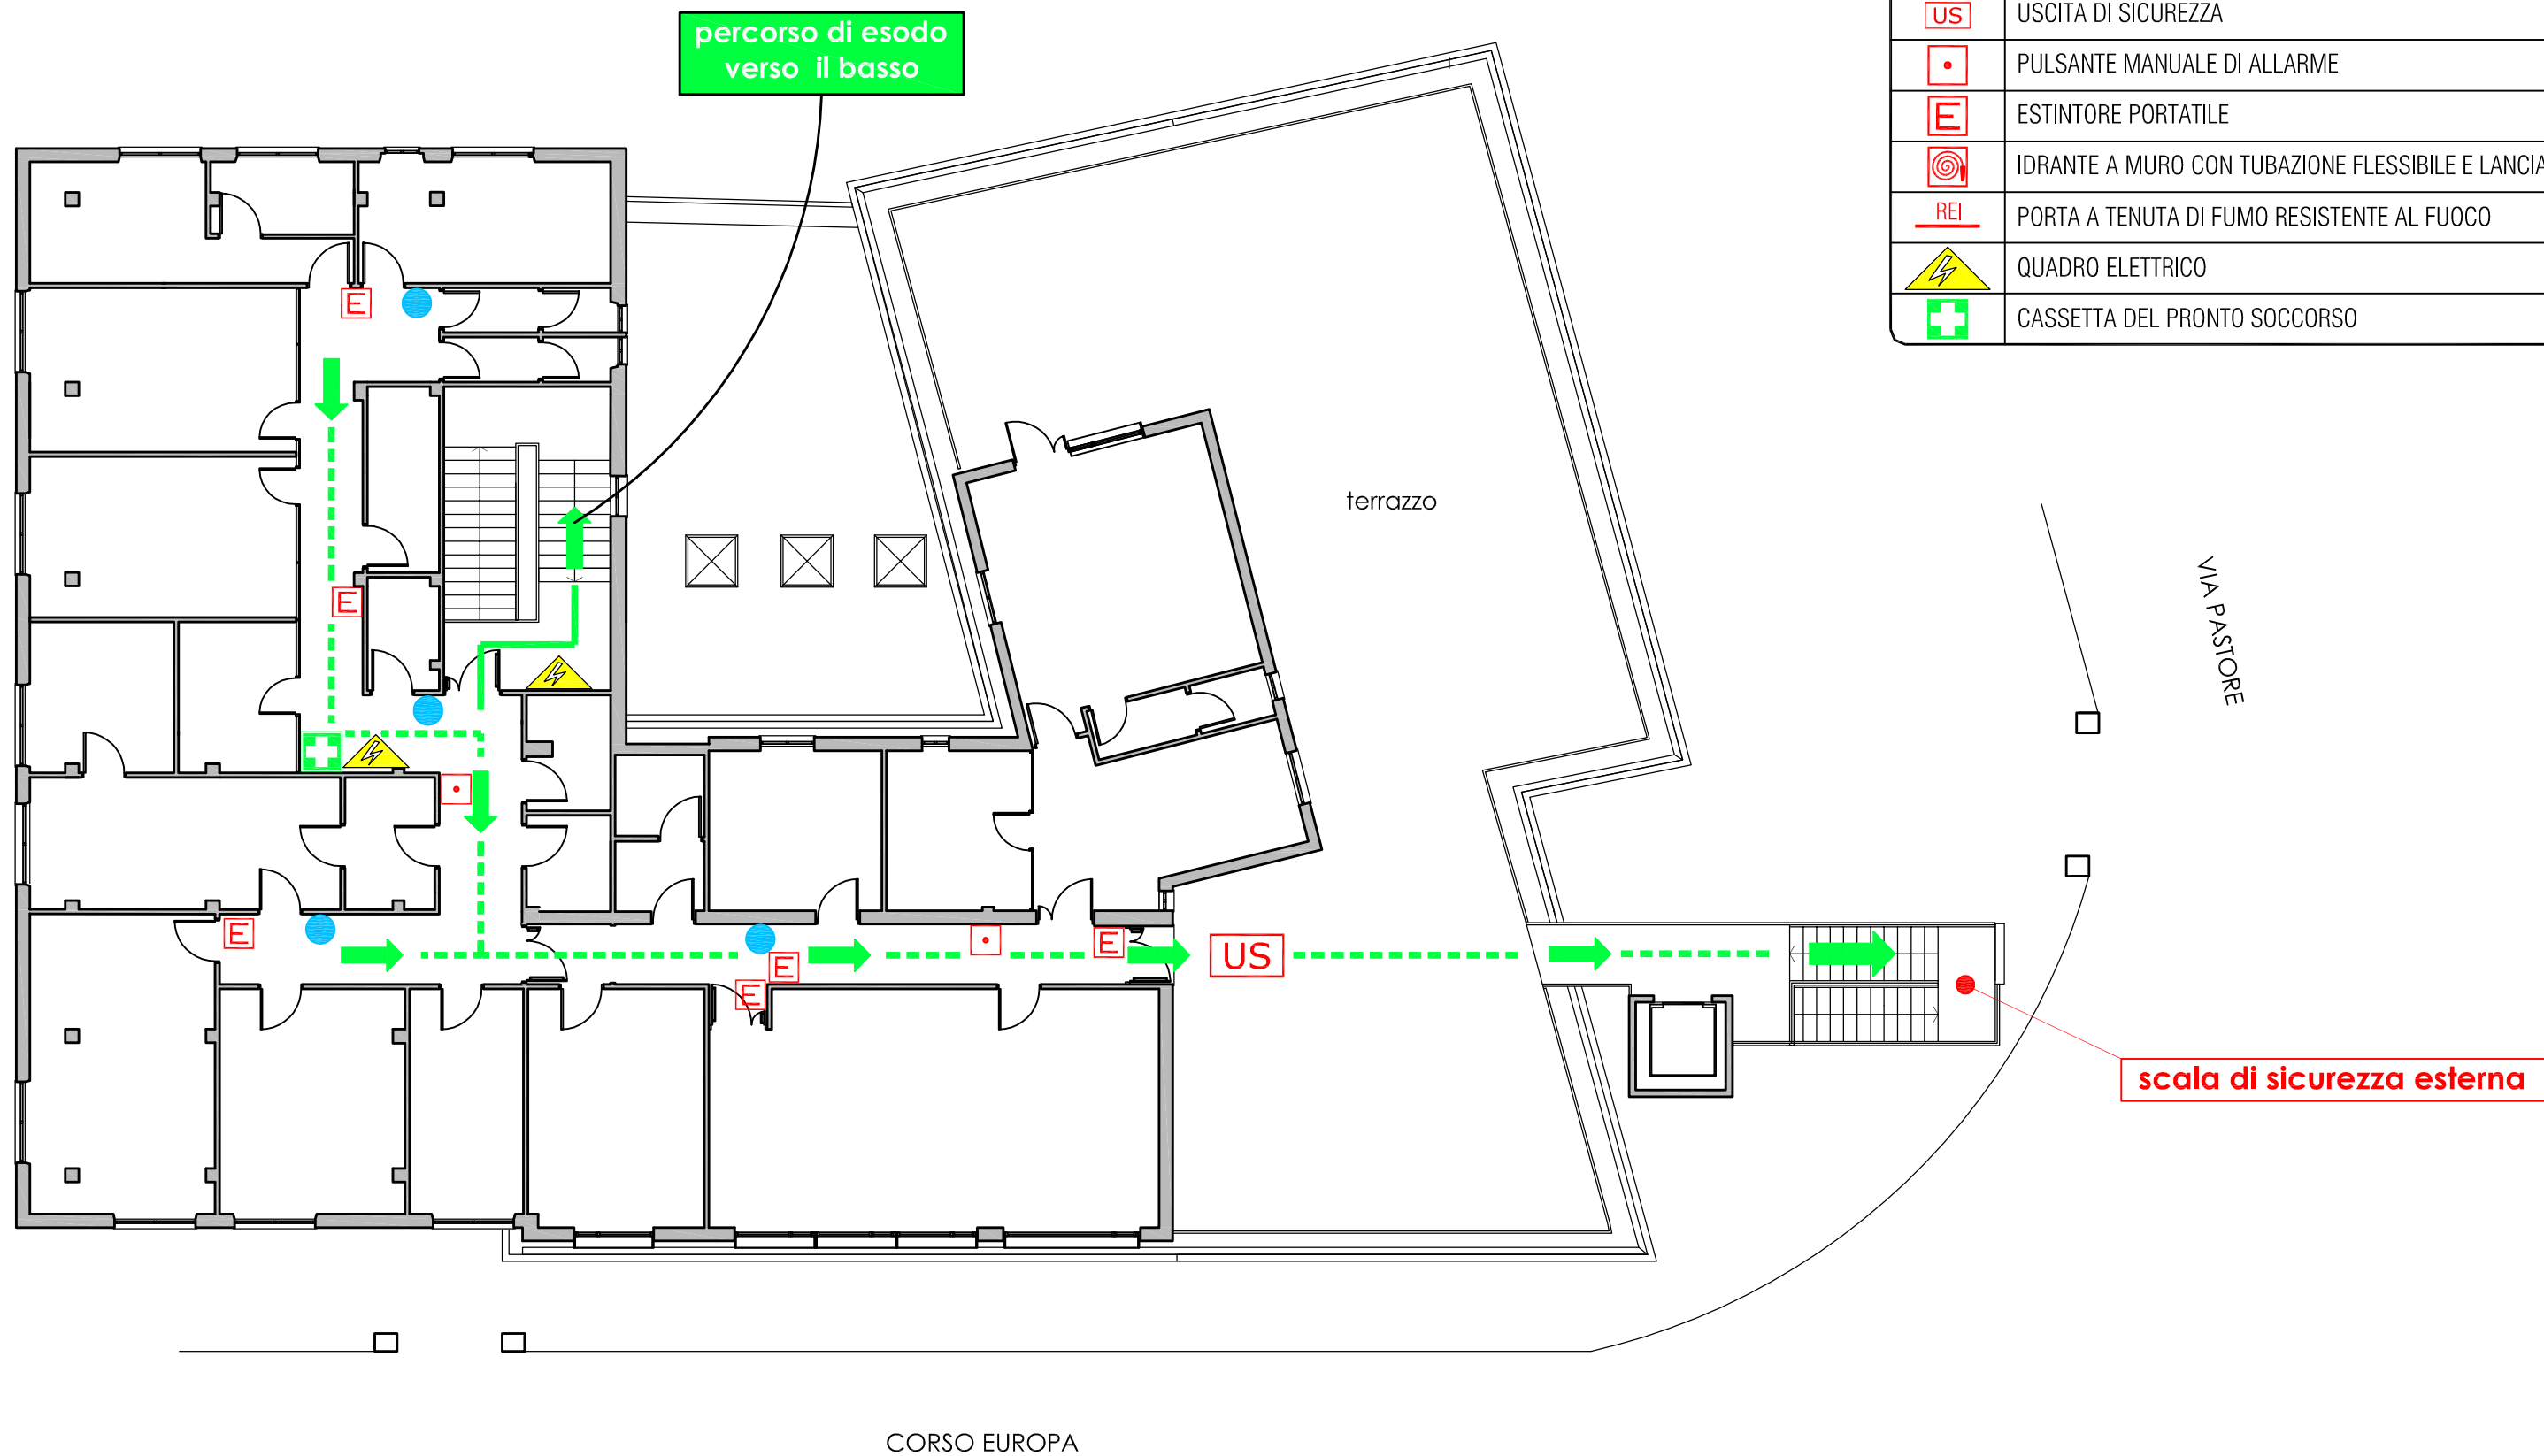 percorso di esodo
verso il basso
US USCITA DI SICUREZZA
PULSANTE MANUALE DI ALLARME
E ESTINTORE PORTATILE
IDRANTE A MURO CON TUBAZIONE FLESSIBILE E LANCIA
REI PORTA A TENUTA DI FUMO RESISTENTE AL FUOCO
QUADRO ELETTRICO
CASSETTA DEL PRONTO SOCCORSO
E
terrazzo
VIA PASTORE
E
E
E
E
E
US
scala di sicurezza esterna
CORSO EUROPA